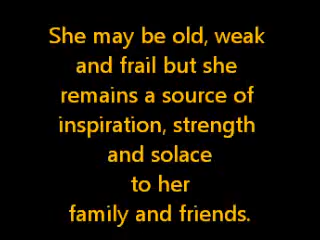 She may be old, weak
and frail but she
remains a source of
inspiration, strength
and solace
to her
family and friends.